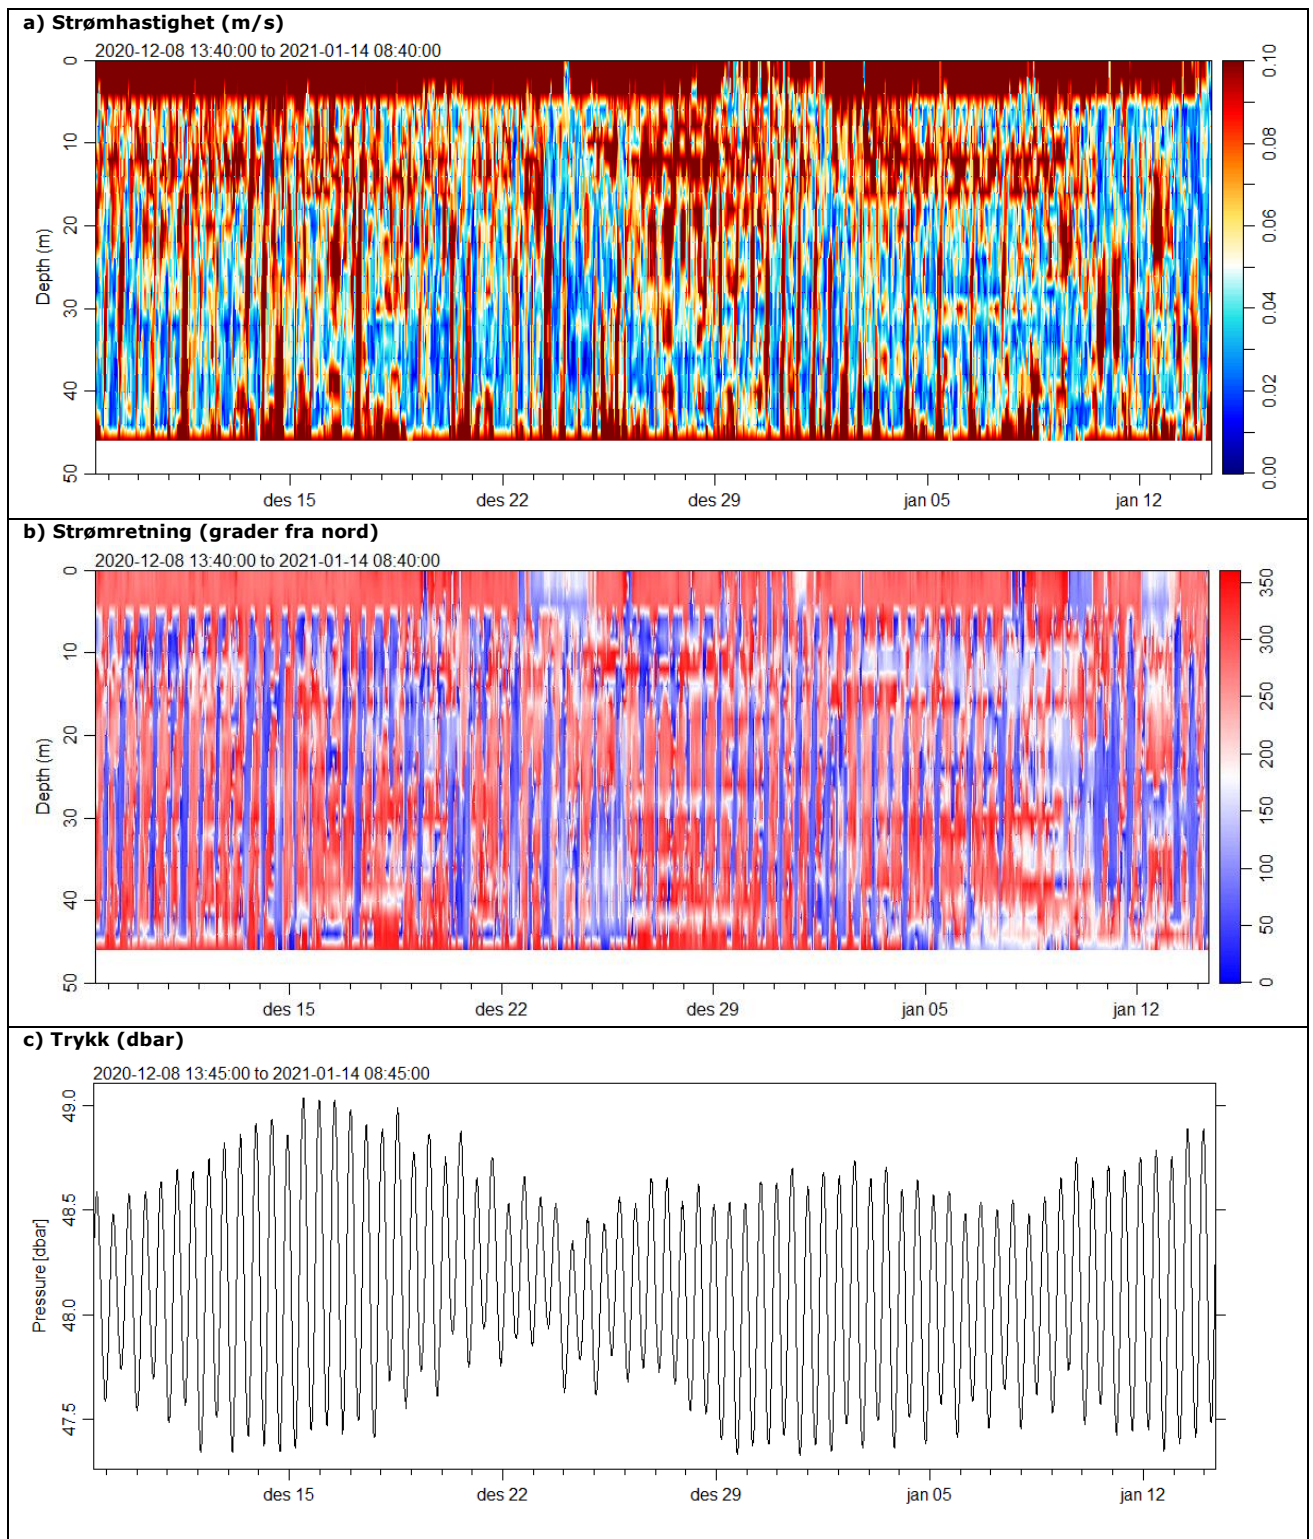 a) Strømhastighet (m/s)
2020-12-08 13:40:00 to 2021-01-14 08:40:00
Depth (m)
0
10
20
30
40
50
des 15
des 22
des 29
jan 05
jan 12
0.10
0.08
0.06
0.04
0.02
0.00
b) Strømretning (grader fra nord)
2020-12-08 13:40:00 to 2021-01-14 08:40:00
Depth (m)
0
10
20
30
40
50
des 15
des 22
des 29
jan 05
jan 12
350
300
250
200
150
100
50
0
c) Trykk (dbar)
2020-12-08 13:45:00 to 2021-01-14 08:45:00
Pressure [dbar]
49.0
48.5
48.0
47.5
des 15
des 22
des 29
jan 05
jan 12